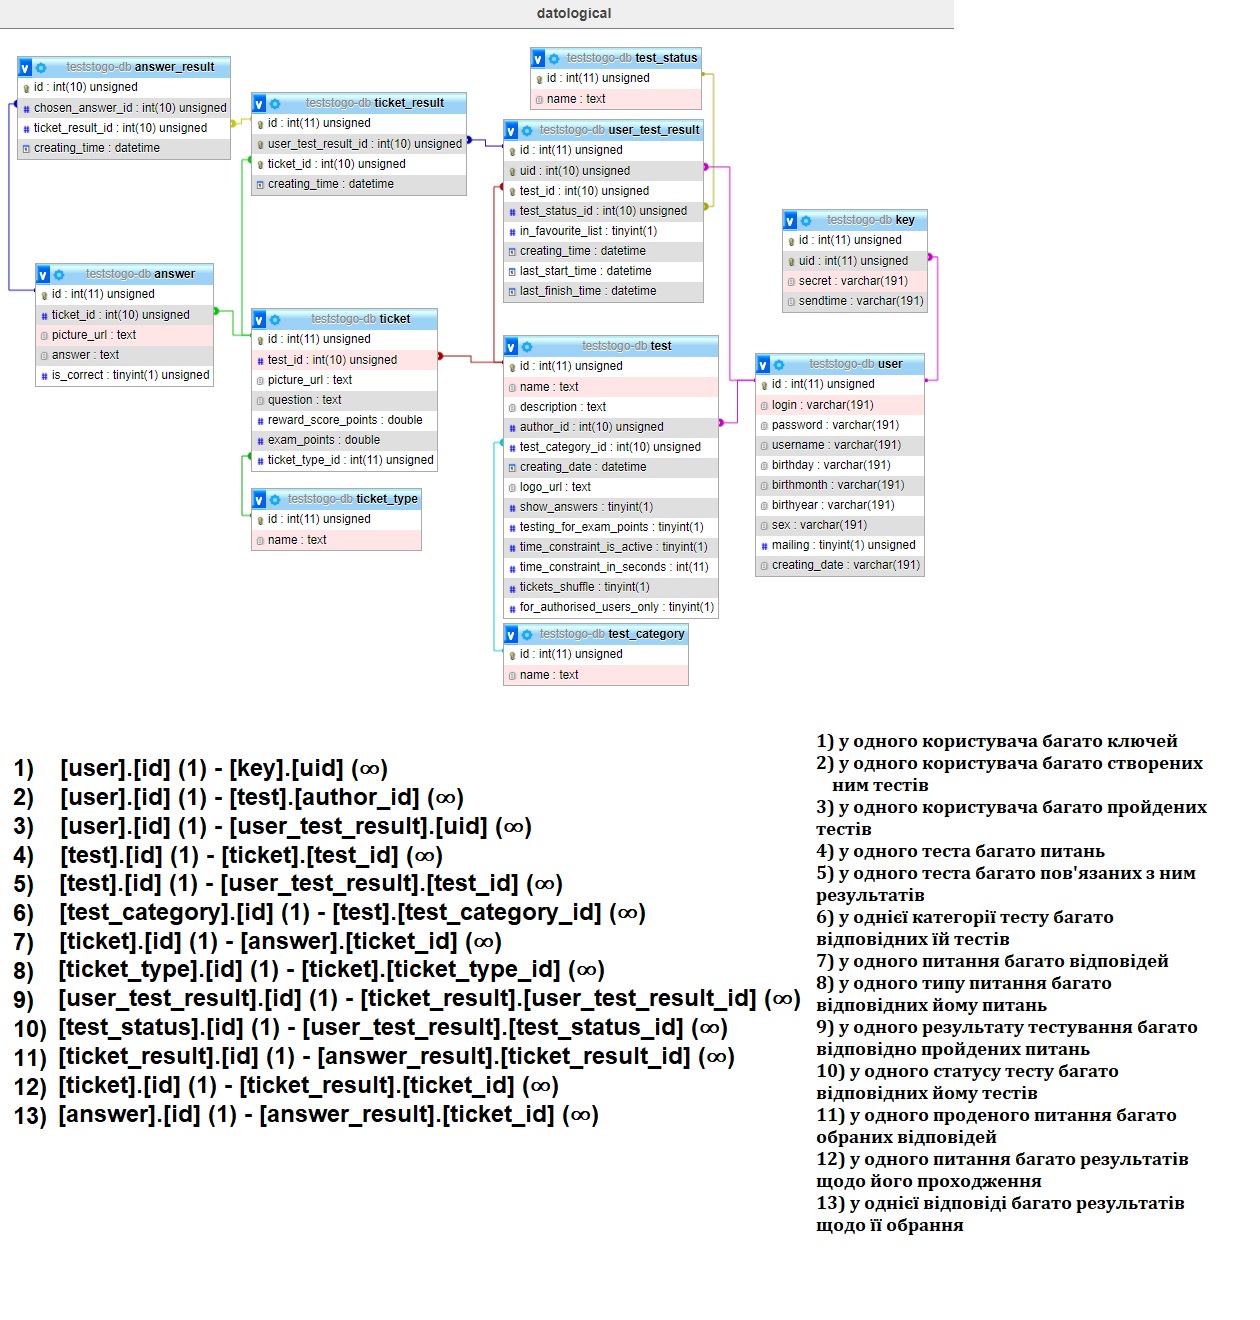 datological
teststogo-db answer_result
id : int(10) unsigned
chosen_answer_id : int(10) unsigned
ticket_result_id : int(10) unsigned
creating_time : datetime
teststogo-db ticket_result
id : int(11) unsigned
user_test_result_id : int(10) unsigned
ticket_id : int(10) unsigned
creating_time : datetime
teststogo-db test_status
id : int(11) unsigned
name : text
teststogo-db user_test_result
id : int(11) unsigned
uid : int(10) unsigned
test_id : int(10) unsigned
test_status_id : int(10) unsigned
in_favourite_list : tinyint(1)
creating_time : datetime
last_start_time : datetime
last_finish_time : datetime
teststogo-db key
id : int(11) unsigned
uid : int(11) unsigned
secret : varchar(191)
sendtime : varchar(191)
teststogo-db answer
id : int(11) unsigned
ticket_id : int(10) unsigned
picture_url : text
answer : text
is_correct : tinyint(1) unsigned
teststogo-db ticket
id : int(11) unsigned
test_id : int(10) unsigned
picture_url : text
question : text
reward_score_points : double
exam_points : double
ticket_type_id : int(11) unsigned
teststogo-db ticket_type
id : int(11) unsigned
name : text
teststogo-db test
id : int(11) unsigned
name : text
description : text
author_id : int(10) unsigned
test_category_id : int(10) unsigned
creating_date : datetime
logo_url : text
show_answers : tinyint(1)
testing_for_exam_points : tinyint(1)
time_constraint_is_active : tinyint(1)
time_constraint_in_seconds : int(11)
tickets_shuffle : tinyint(1)
for_authorised_users_only : tinyint(1)
teststogo-db test_category
id : int(11) unsigned
name : text
teststogo-db user
id : int(11) unsigned
login : varchar(191)
password : varchar(191)
username : varchar(191)
birthday : varchar(191)
birthmonth : varchar(191)
birthyear : varchar(191)
sex : varchar(191)
mailing : tinyint(1) unsigned
creating_date : varchar(191)
1) [user].[id] (1) - [key].[uid] (∞)
2) [user].[id] (1) - [test].[author_id] (∞)
3) [user].[id] (1) - [user_test_result].[uid] (∞)
4) [test].[id] (1) - [ticket].[test_id] (∞)
5) [test].[id] (1) - [user_test_result].[test_id] (∞)
6) [test_category].[id] (1) - [test].[test_category_id] (∞)
7) [ticket].[id] (1) - [answer].[ticket_id] (∞)
8) [ticket_type].[id] (1) - [ticket].[ticket_type_id] (∞)
9) [user_test_result].[id] (1) - [ticket_result].[user_test_result_id] (∞)
10) [test_status].[id] (1) - [user_test_result].[test_status_id] (∞)
11) [ticket_result].[id] (1) - [answer_result].[ticket_result_id] (∞)
12) [ticket].[id] (1) - [ticket_result].[ticket_id] (∞)
13) [answer].[id] (1) - [answer_result].[ticket_id] (∞)
1) у одного користувача багато ключей
2) у одного користувача багато створених
ним тестів
3) у одного користувача багато пройдених
тестів
4) у одного теста багато питань
5) у одного теста багато пов'язаних з ним
результатів
6) у однієї категорії тесту багато
відповідних їй тестів
7) у одного питання багато відповідей
8) у одного типу питання багато
відповідних йому питань
9) у одного результату тестування багато
відповідно пройдених питань
10) у одного статусу тесту багато
відповідних йому тестів
11) у одного проденого питання багато
обраних відповідей
12) у одного питання багато результатів
щодо його проходження
13) у однієї відповіді багато результатів
щодо її обрання